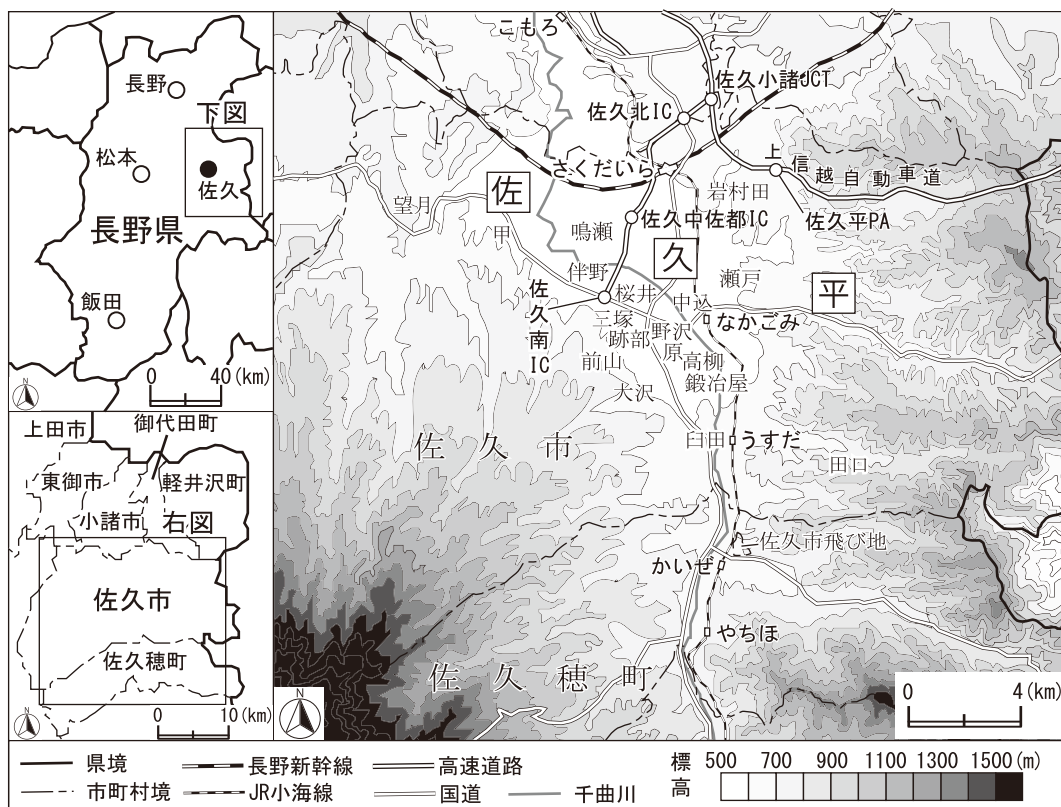 長野
下図
松本
佐久
長野県
飯田
N
0 40(km)
上田市
御代田町
東御市
軽井沢町
小諸市
右図
佐久市
佐久穂町
N
0 10(km)
こもろ
佐久小諸JCT
佐久北IC
さくだいら
上信越自動車道
佐
岩村田
望月
佐久中佐都IC
佐久平PA
甲
鳴瀬
久
伴野
瀬戸
平
佐久南IC
桜井
中込
なかごみ
三塚
跡部
野沢
原
前山
高柳
鍛冶屋
大沢
佐久市
臼田
うすだ
田口
佐久市飛び地
かいぜ
やちほ
佐久穂町
N
0 4(km)
県境
長野新幹線
高速道路
市町村境
JR小海線
国道
千曲川
標高
500 700 900 1100 1300 1500(m)